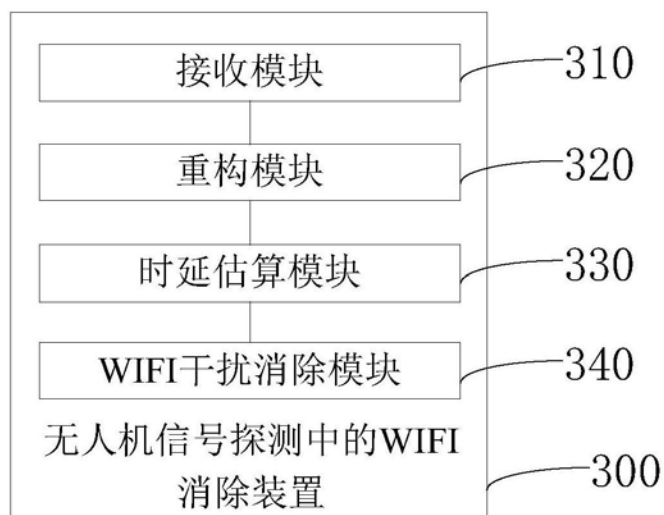 接收模块
310
重构模块
320
时延估算模块
330
WIFI干扰消除模块
340
无人机信号探测中的WIFI
消除装置
300